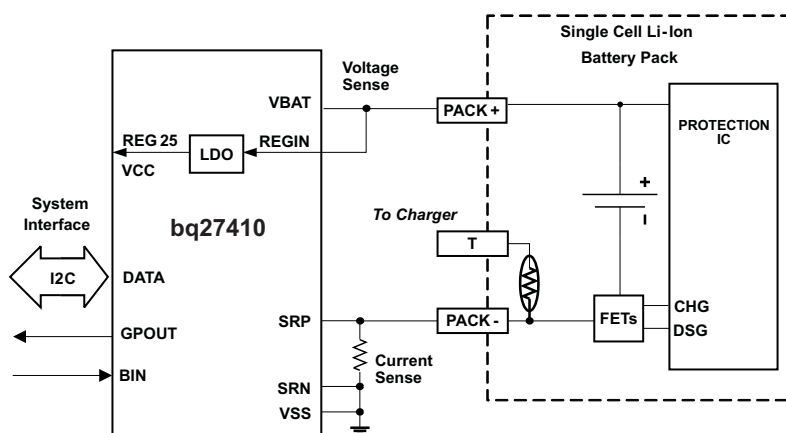 Single Cell Li-Ion
Battery Pack
Voltage
Sense
VBAT
PACK+
PROTECTION
IC
REG 25
LDO
REGIN
VCC
+
System
Interface
To Charger
bq27410
T
I2C
DATA
SRP
PACK -
FETs
CHG
DSG
GPOUT
BIN
Current
Sense
SRN
VSS